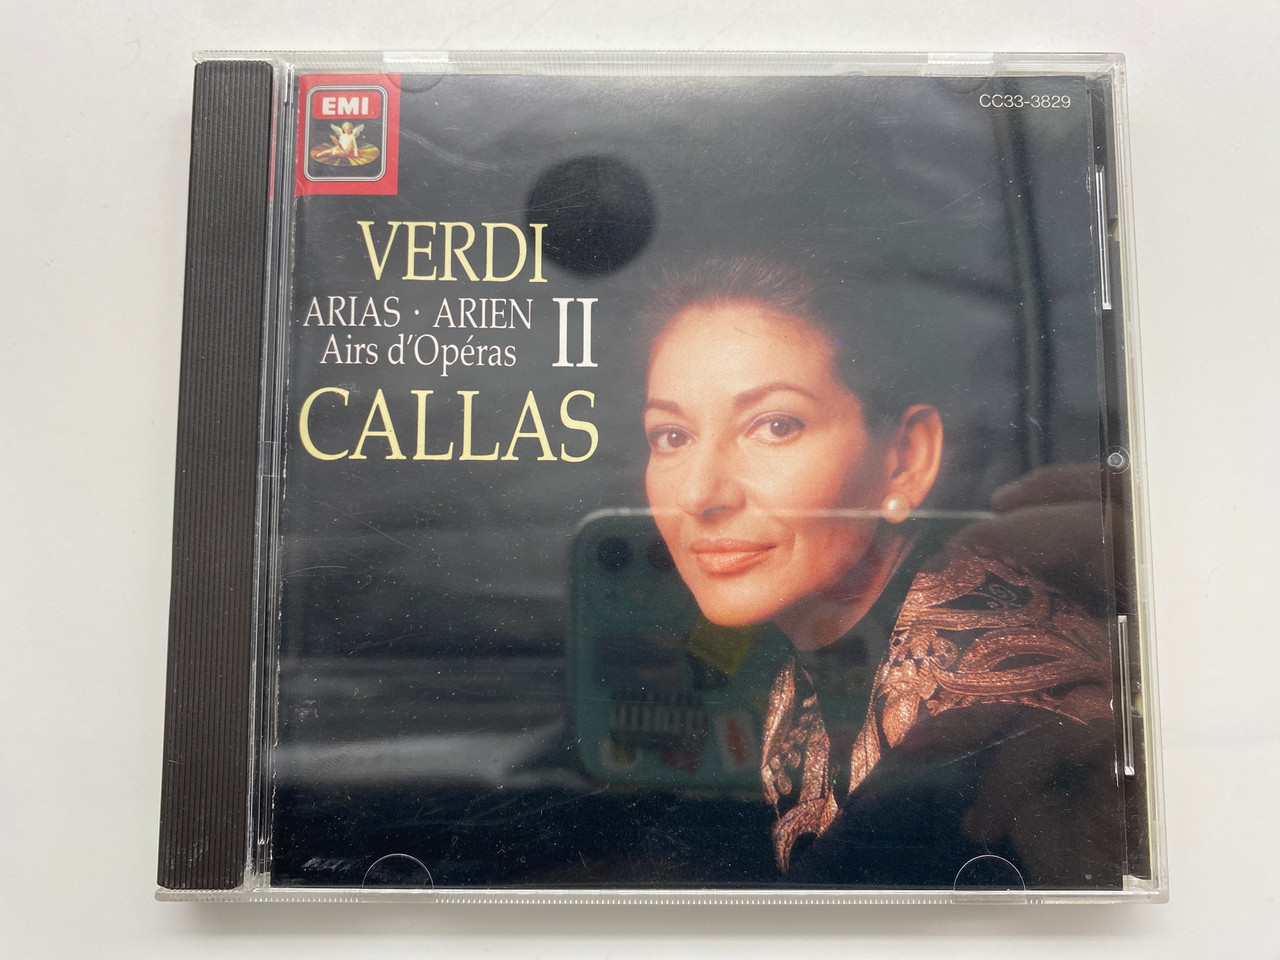 EMI
CC33-3829
VERDI
ARIAS · ARIEN II
Airs d'Opéras
CALLAS